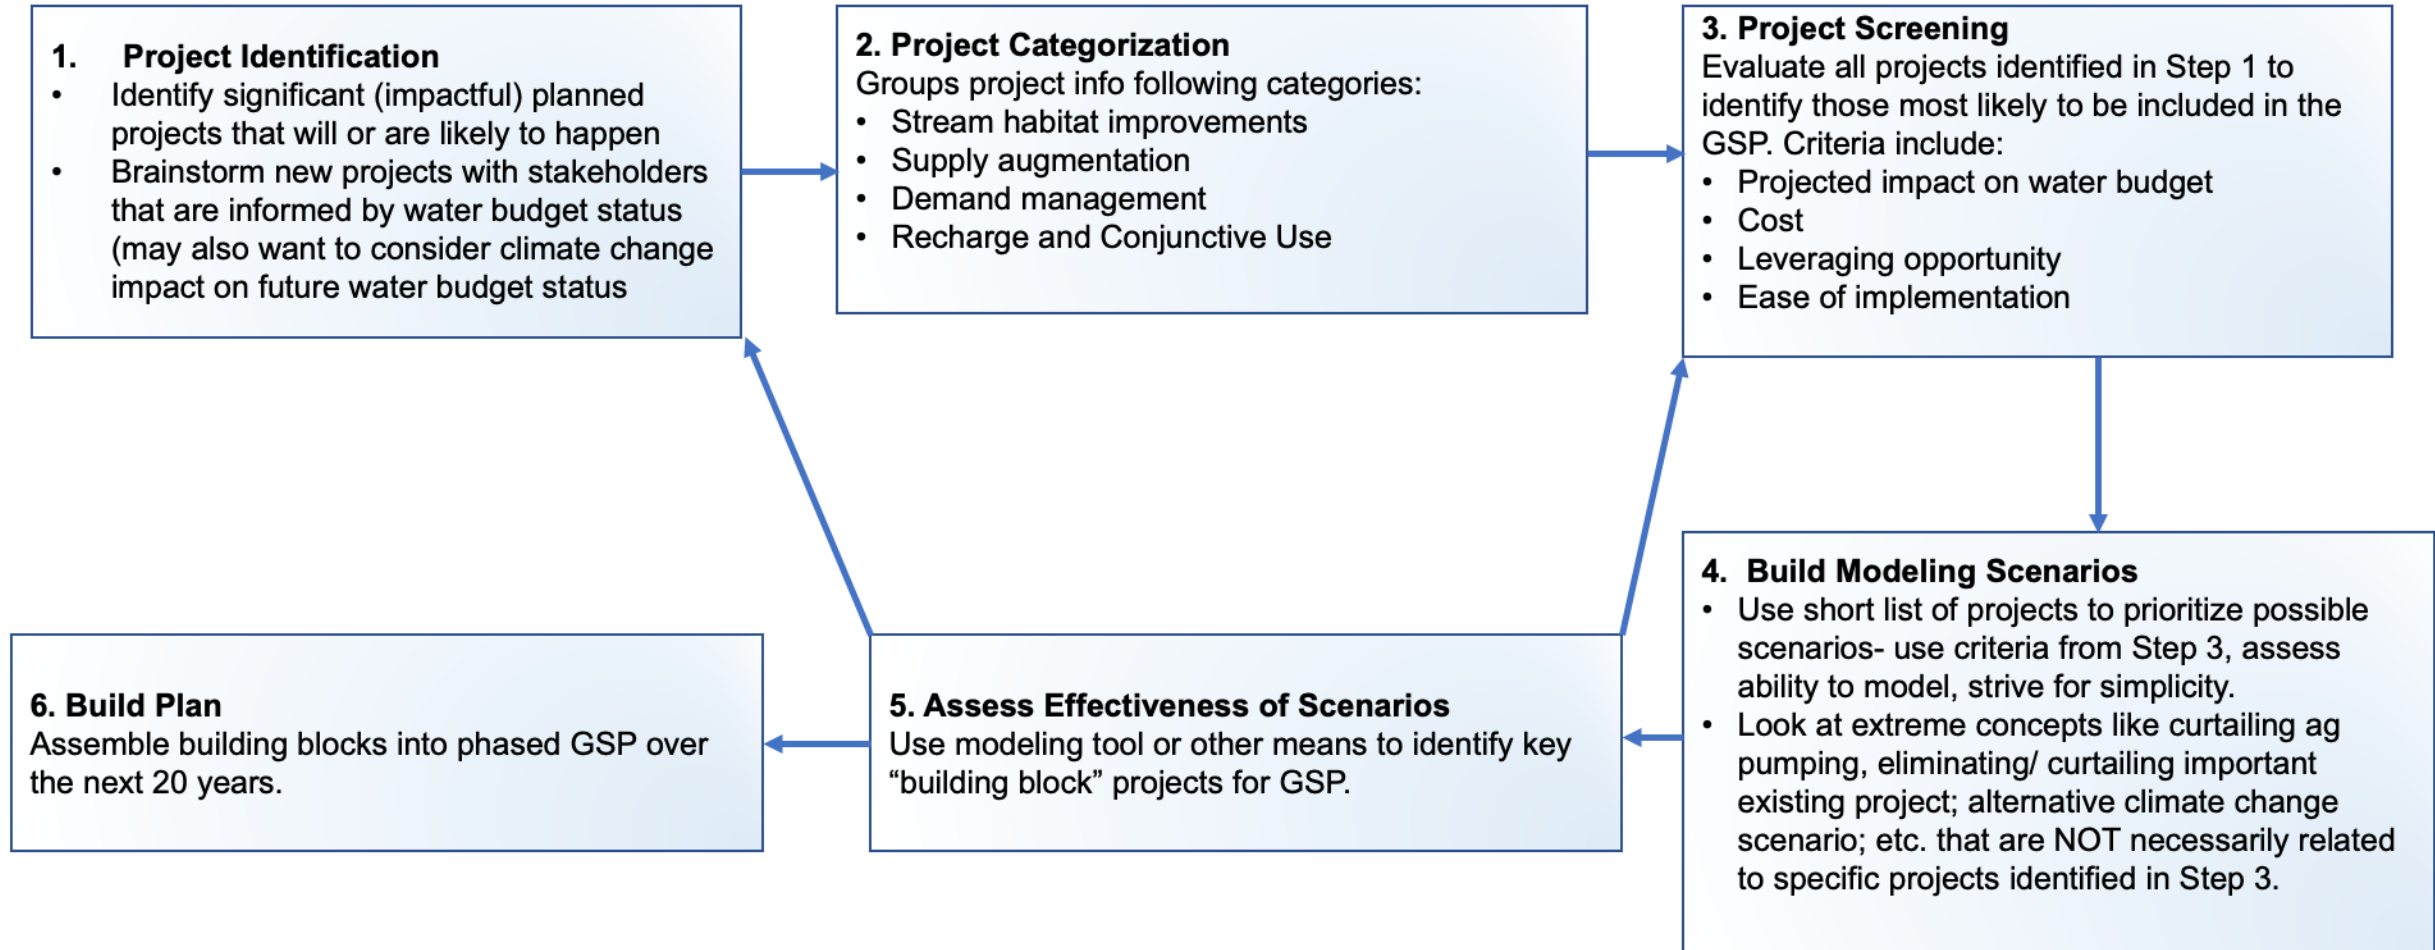 1. Project Identification
• Identify significant (impactful) planned
projects that will or are likely to happen
• Brainstorm new projects with stakeholders
that are informed by water budget status
(may also want to consider climate change
impact on future water budget status
2. Project Categorization
Groups project info following categories:
• Stream habitat improvements
• Supply augmentation
• Demand management
• Recharge and Conjunctive Use
3. Project Screening
Evaluate all projects identified in Step 1 to
identify those most likely to be included in the
GSP. Criteria include:
• Projected impact on water budget
• Cost
• Leveraging opportunity
• Ease of implementation
4. Build Modeling Scenarios
• Use short list of projects to prioritize possible
scenarios- use criteria from Step 3, assess
ability to model, strive for simplicity.
• Look at extreme concepts like curtailing ag
pumping, eliminating/ curtailing important
existing project; alternative climate change
scenario; etc. that are NOT necessarily related
to specific projects identified in Step 3.
5. Assess Effectiveness of Scenarios
Use modeling tool or other means to identify key
“building block” projects for GSP.
6. Build Plan
Assemble building blocks into phased GSP over
the next 20 years.